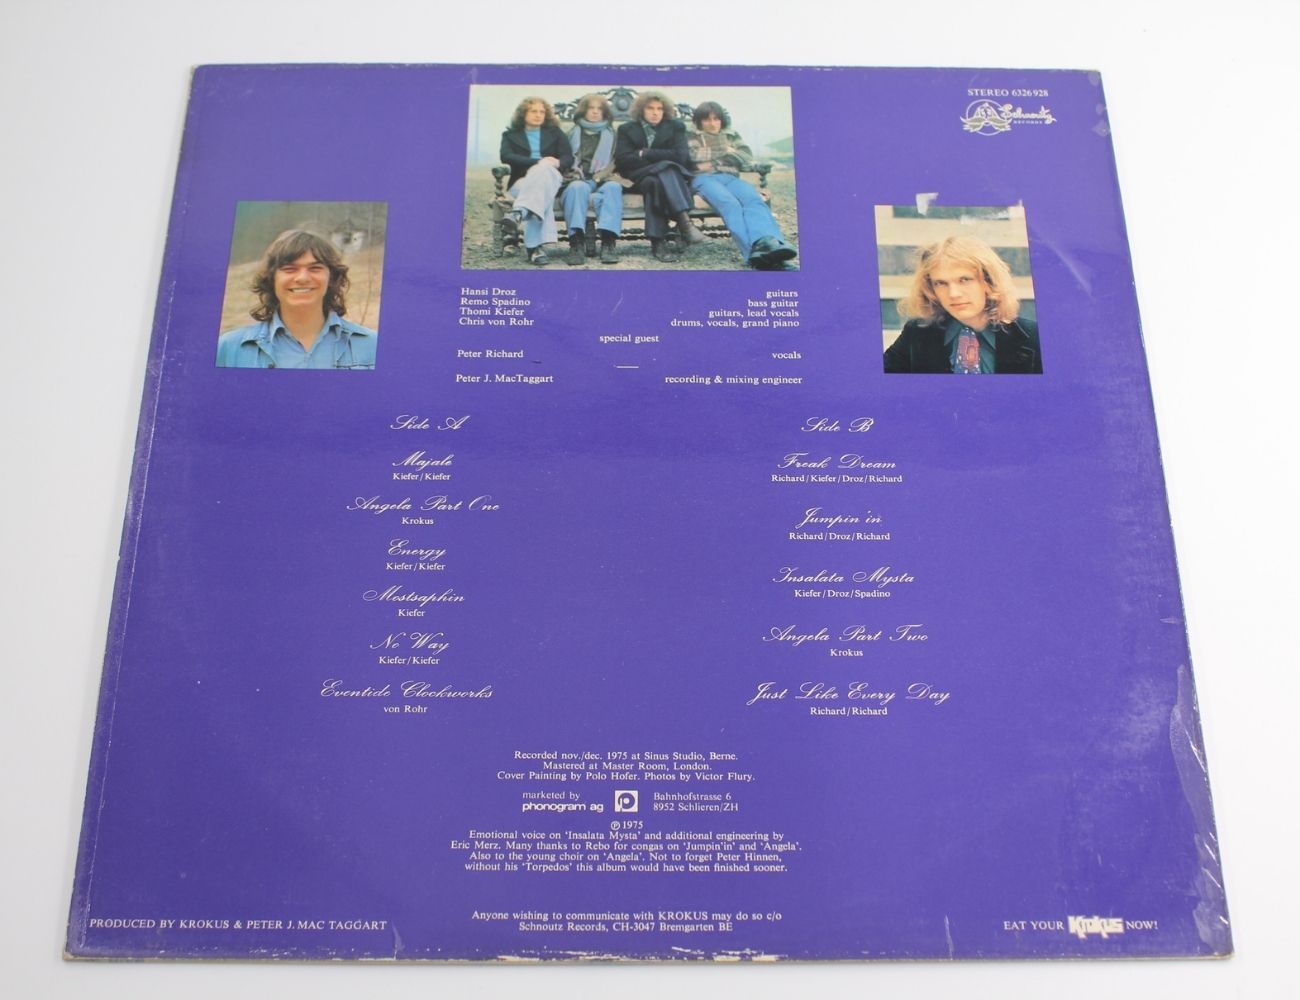 STEREO 6326 928
Schnoutz
RECORDS
Hansi Droz guitars
Remo Spadino bass guitar
Thomi Kiefer guitars, lead vocals
Chris von Rohr drums, vocals, grand piano
special guest
Peter Richard vocals
Peter J. MacTaggart recording & mixing engineer
Side A
Majale
Kiefer/Kiefer
Angela Part One
Krokus
Energy
Kiefer/Kiefer
Mostsaphin
Kiefer
No Way
Kiefer/Kiefer
Eventide Clockworks
von Rohr
Side B
Freak Dream
Richard/Kiefer/Droz/Richard
Jumpin'in
Richard/Droz/Richard
Insalata Mysta
Kiefer/Droz/Spadino
Angela Part Two
Krokus
Just Like Every Day
Richard/Richard
Recorded nov./dec. 1975 at Sinus Studio, Berne.
Mastered at Master Room, London.
Cover Painting by Polo Hofer. Photos by Victor Flury.
marketed by
phonogram ag
Bahnhofstrasse 6
8952 Schlieren/ZH
℗ 1975
Emotional voice on 'Insalata Mysta' and additional engineering by
Eric Merz. Many thanks to Rebo for congas on 'Jumpin'in' and 'Angela'.
Also to the young choir on 'Angela'. Not to forget Peter Hinnen,
without his 'Torpedos' this album would have been finished sooner.
PRODUCED BY KROKUS & PETER J. MAC TAGGART
Anyone wishing to communicate with KROKUS may do so c/o
Schnoutz Records, CH-3047 Bremgarten BE
EAT YOUR KROKUS NOW!